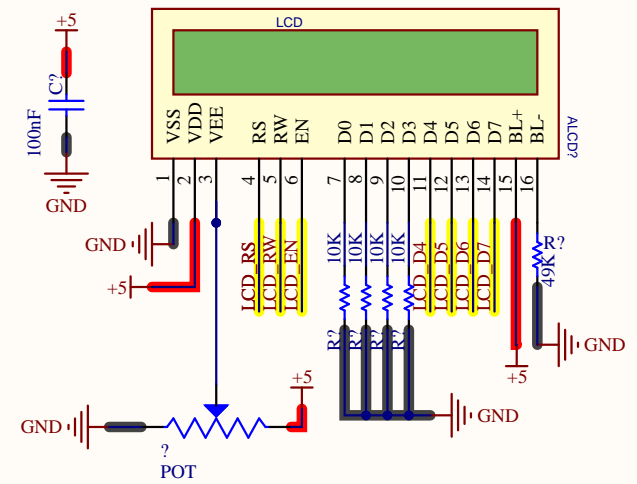 +5
C?
100nF
GND
LCD
ALCD?
VSS
VDD
VEE
RS
RW
EN
D0
D1
D2
D3
D4
D5
D6
D7
BL+
BL-
1
2
3
4
5
6
7
8
9
10
11
12
13
14
15
16
GND
+5
LCD_RS
LCD_RW
LCD_EN
10K
10K
10K
10K
LCD_D4
LCD_D5
LCD_D6
LCD_D7
R?
49K
R?
R?
R?
R?
GND
+5
+5
GND
GND
?
POT